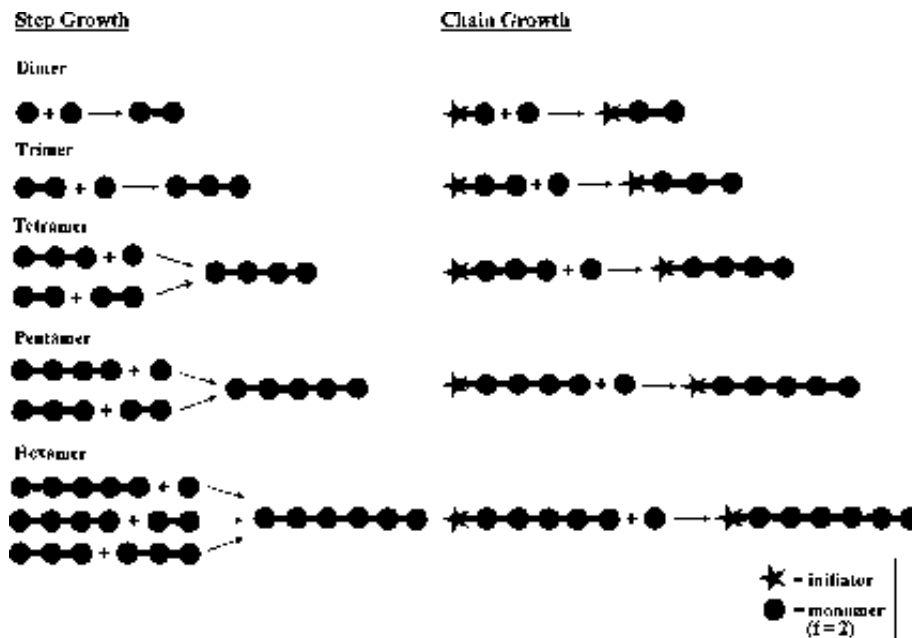 Step Growth
Chain Growth
Dimer
+
+
Trimer
+
+
Tetramer
+
+
+
Pentamer
+
+
+
Hexamer
+
+
+
+
= initiator
= monomer
(f = 2)